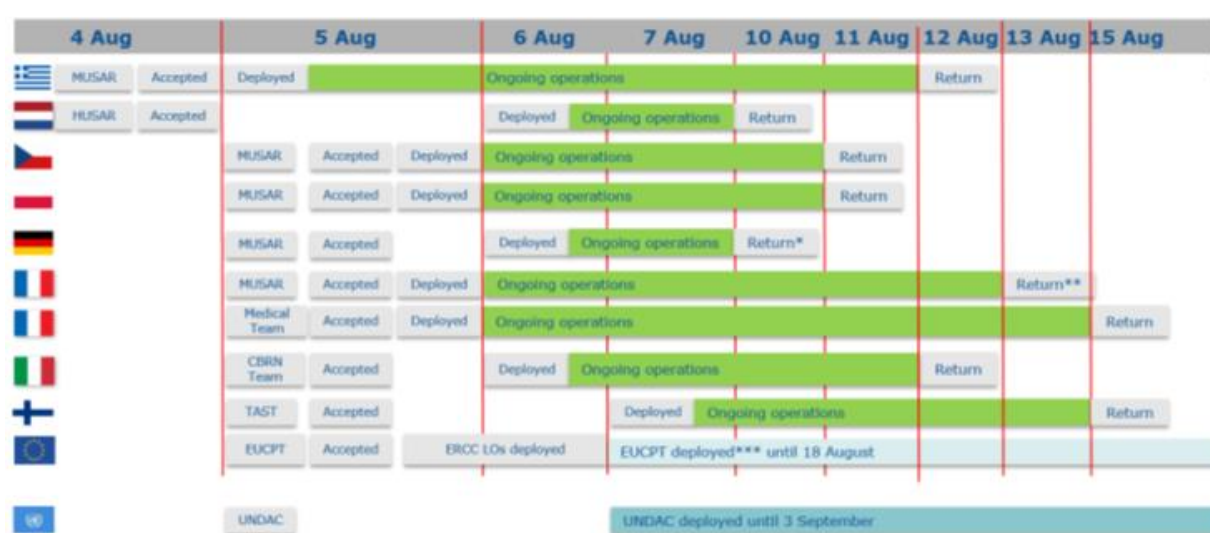 4 Aug 5 Aug 6 Aug 7 Aug 10 Aug 11 Aug 12 Aug 13 Aug 15 Aug
MUSAR Accepted Deployed Ongoing operations Return
HUSAR Accepted Deployed Ongoing operations Return
MUSAR Accepted Deployed Ongoing operations Return
MUSAR Accepted Deployed Ongoing operations Return
MUSAR Accepted Deployed Ongoing operations Return*
MUSAR Accepted Deployed Ongoing operations Return**
Medical Team Accepted Deployed Ongoing operations Return
CBRN Team Accepted Deployed Ongoing operations Return
TAST Accepted Deployed Ongoing operations Return
EUCPT Accepted ERCC LOs deployed EUCPT deployed*** until 18 August
UNDAC UNDAC deployed until 3 September